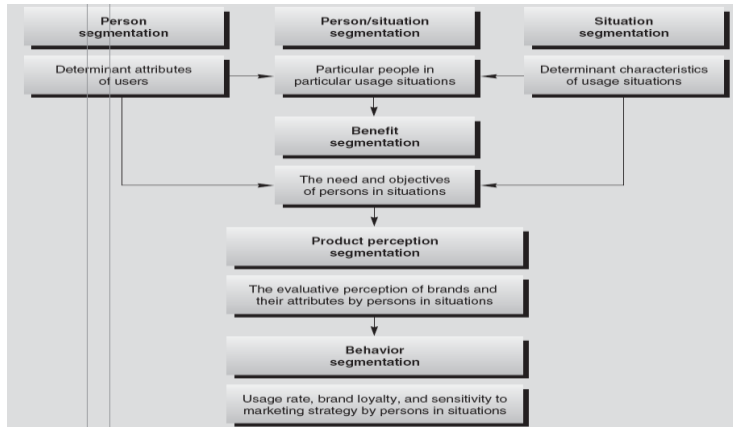 Person
segmentation
Person/situation
segmentation
Situation
segmentation
Determinant attributes
of users
Particular people in
particular usage situations
Determinant characteristics
of usage situations
Benefit
segmentation
The need and objectives
of persons in situations
Product perception
segmentation
The evaluative perception of brands and
their attributes by persons in situations
Behavior
segmentation
Usage rate, brand loyalty, and sensitivity to
marketing strategy by persons in situations